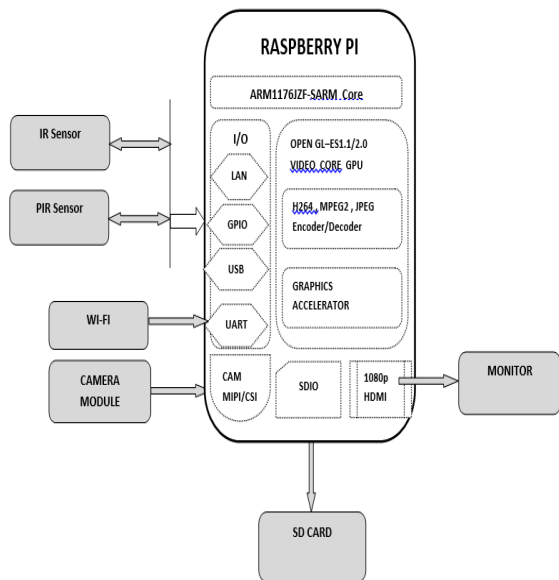 RASPBERRY PI
ARM1176JZF-SARM Core
IR Sensor
PIR Sensor
WI-FI
CAMERA
MODULE
I/O
LAN
GPIO
USB
UART
OPEN GL–ES1.1/2.0
VIDEO CORE GPU
H264 , MPEG2 , JPEG
Encoder/Decoder
GRAPHICS
ACCELERATOR
CAM
MIPI/CSI
SDIO
1080p
HDMI
MONITOR
SD CARD